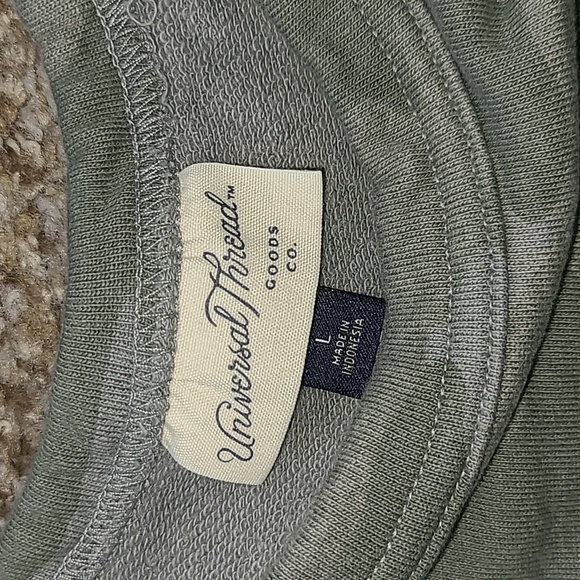 Universal Thread™
GOODS
CO.
L
MADE IN
INDONESIA